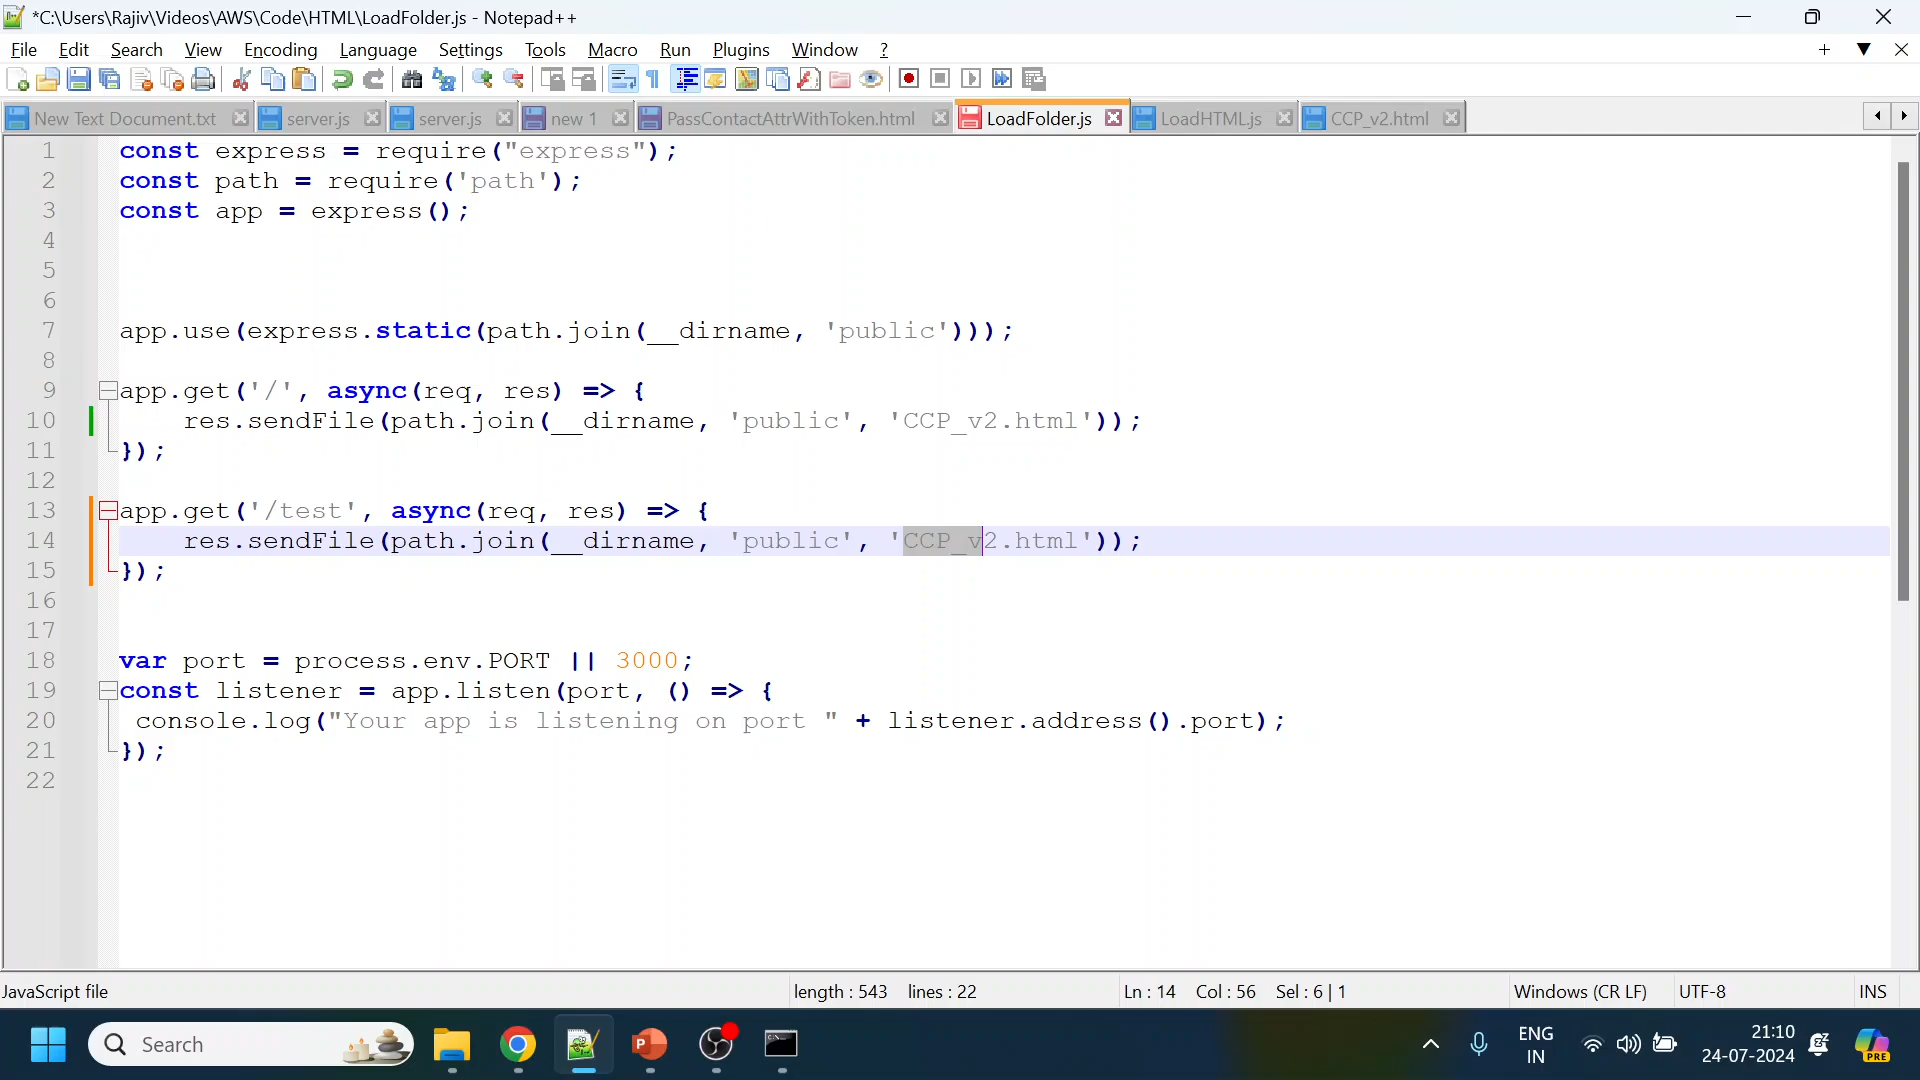 *C:\Users\Rajiv\Videos\AWS\Code\HTML\LoadFolder.js - Notepad++
File Edit Search View Encoding Language Settings Tools Macro Run Plugins Window ?
New Text Document.txt server.js server.js new 1 PassContactAttrWithToken.html LoadFolder.js LoadHTML.js CCP_v2.html
1 const express = require("express");
2 const path = require('path');
3 const app = express();
4
5
6
7 app.use(express.static(path.join(__dirname, 'public')));
8
9 app.get('/', async(req, res) => {
10 res.sendFile(path.join(__dirname, 'public', 'CCP_v2.html'));
11 });
12
13 app.get('/test', async(req, res) => {
14 res.sendFile(path.join(__dirname, 'public', 'CCP_v2.html'));
15 });
16
17
18 var port = process.env.PORT || 3000;
19 const listener = app.listen(port, () => {
20 console.log("Your app is listening on port " + listener.address().port);
21 });
22
JavaScript file length : 543 lines : 22 Ln : 14 Col : 56 Sel : 6 | 1 Windows (CR LF) UTF-8 INS
Search ENG 21:10
IN 24-07-2024 PRE